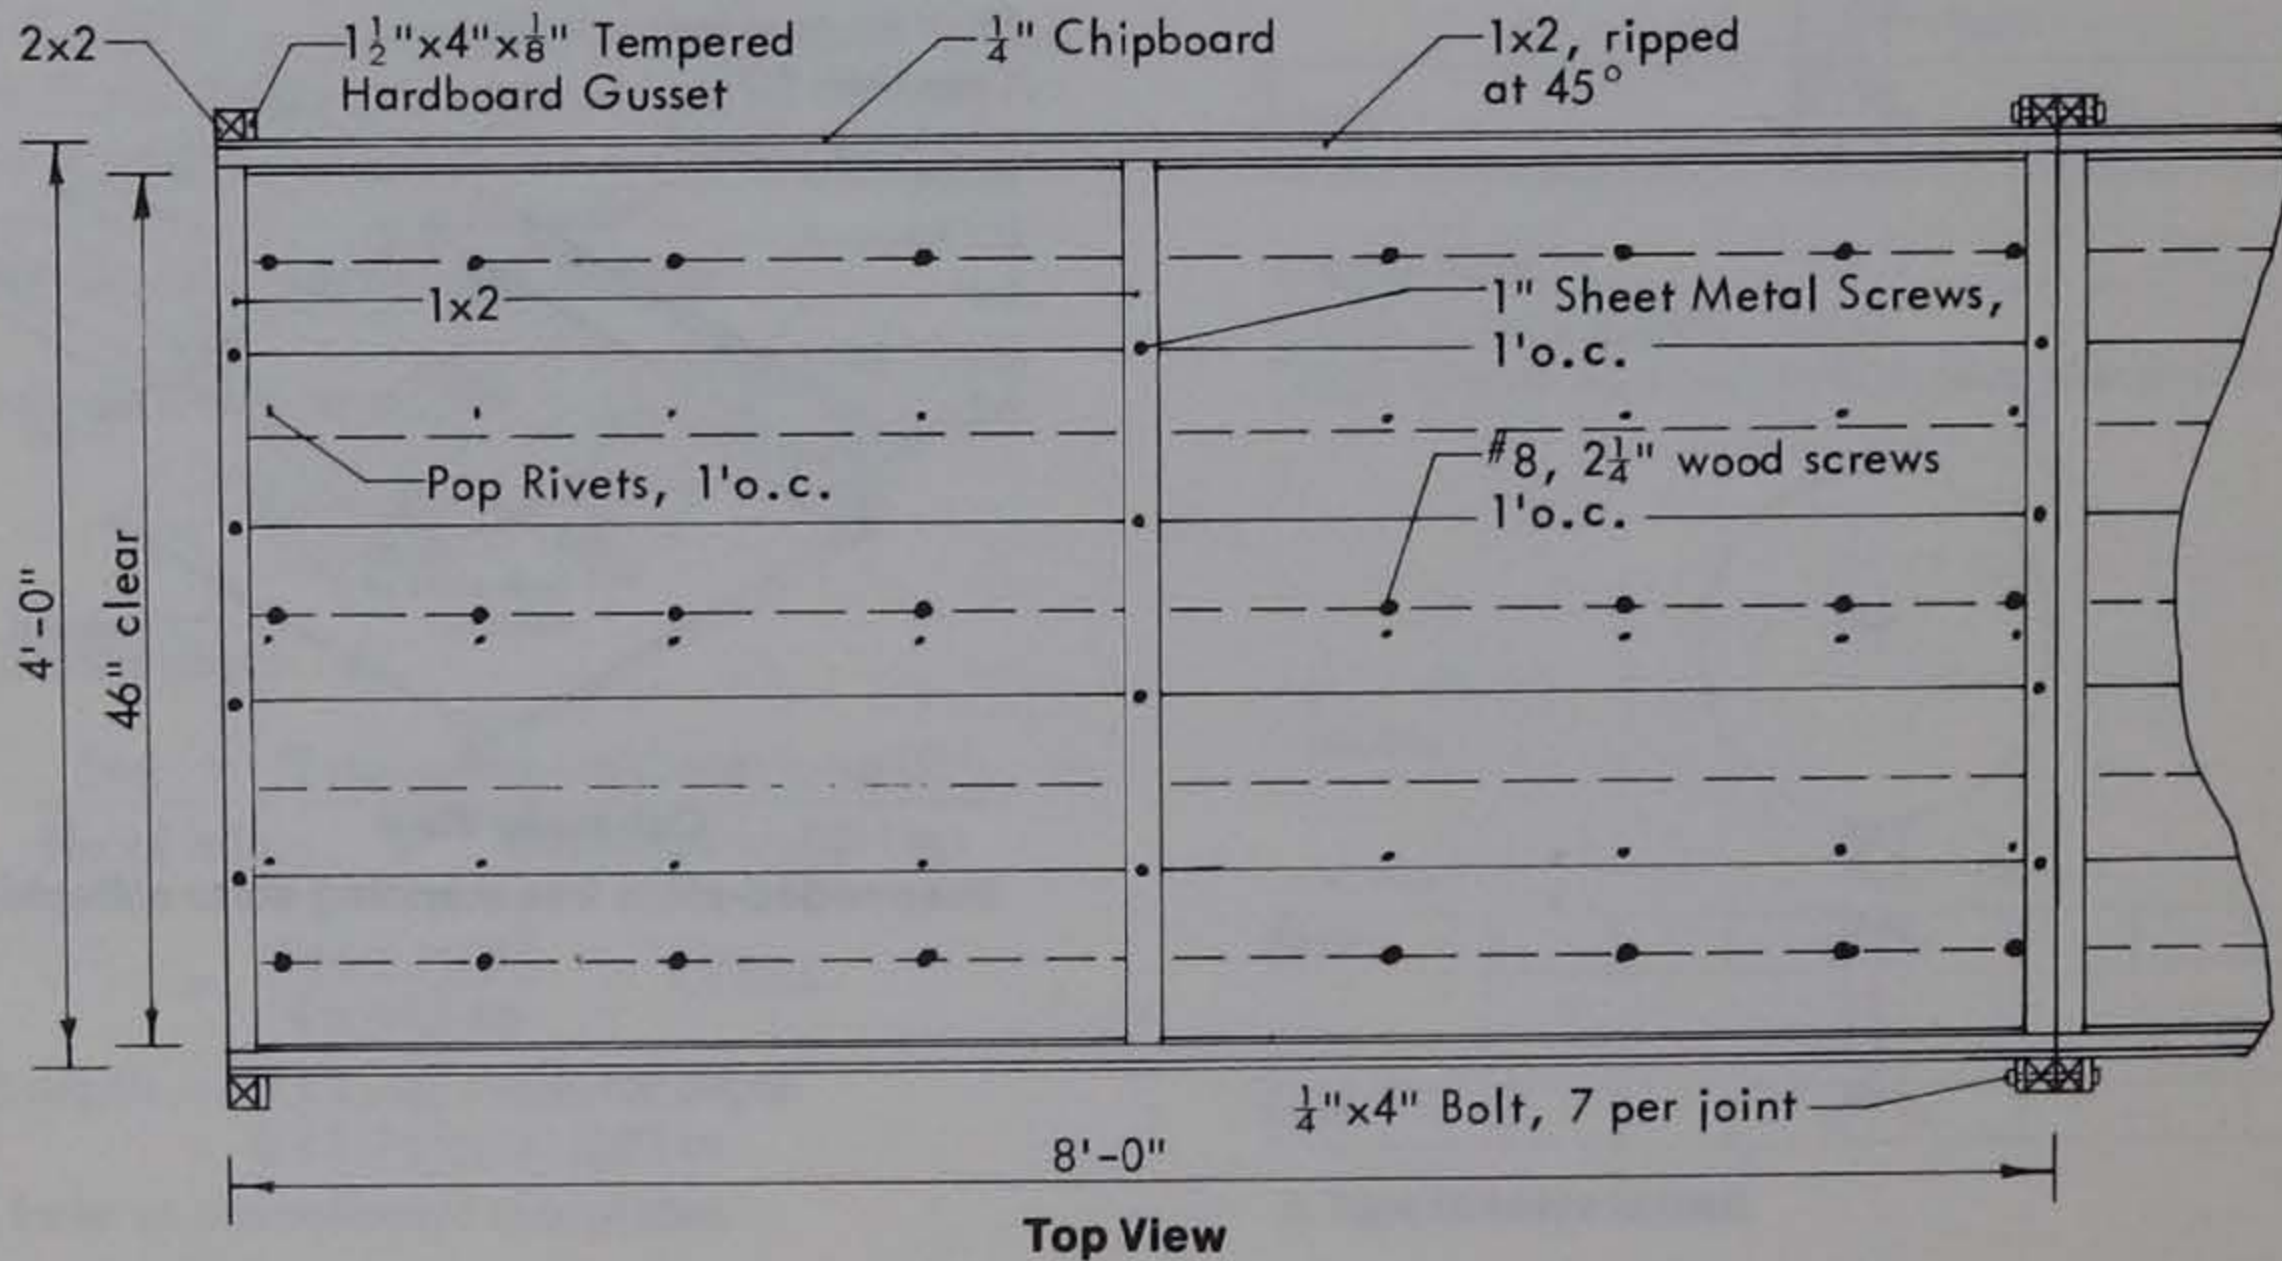 2x2
1½"x4"x⅛" Tempered
Hardboard Gusset
¼" Chipboard
1x2, ripped
at 45°
1x2
1" Sheet Metal Screws,
1'o.c.
Pop Rivets, 1'o.c.
#8, 2¼" wood screws
1'o.c.
4'-0"
46" clear
¼"x4" Bolt, 7 per joint
8'-0"
Top View